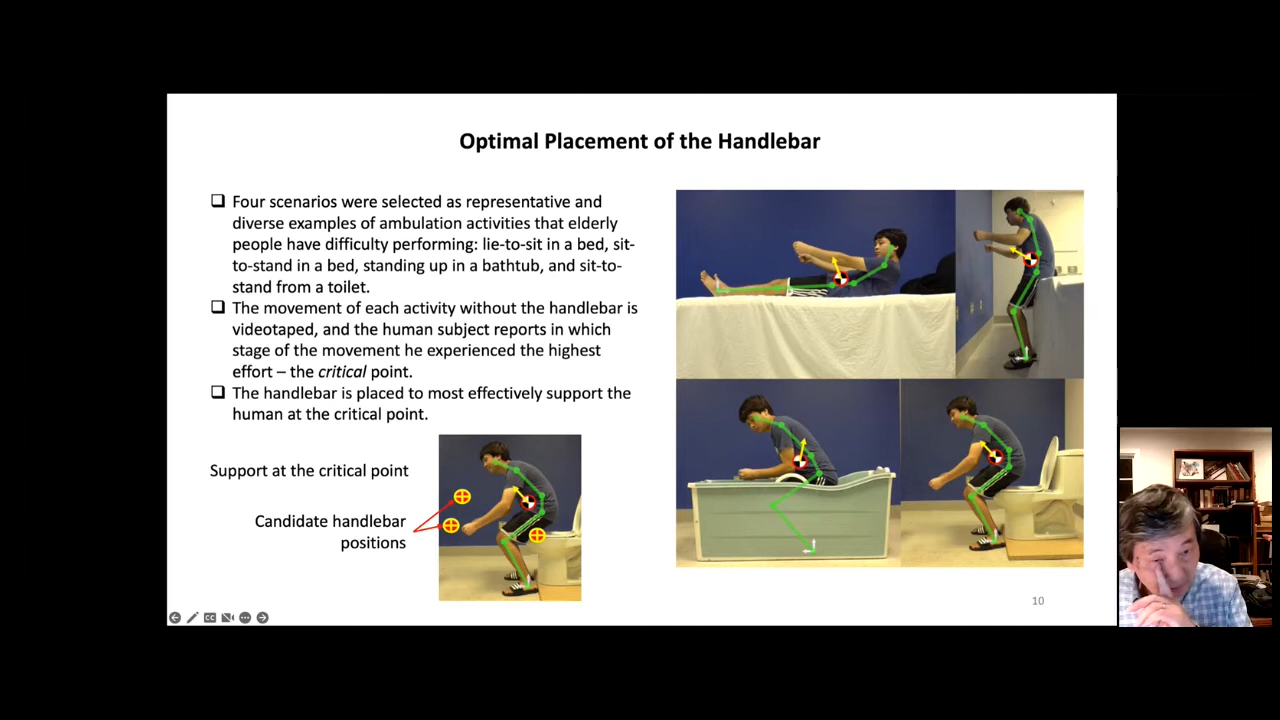 Optimal Placement of the Handlebar
❑ Four scenarios were selected as representative and
diverse examples of ambulation activities that elderly
people have difficulty performing: lie-to-sit in a bed, sit-
to-stand in a bed, standing up in a bathtub, and sit-to-
stand from a toilet.
❑ The movement of each activity without the handlebar is
videotaped, and the human subject reports in which
stage of the movement he experienced the highest
effort – the critical point.
❑ The handlebar is placed to most effectively support the
human at the critical point.
Support at the critical point
Candidate handlebar
positions
10
CC